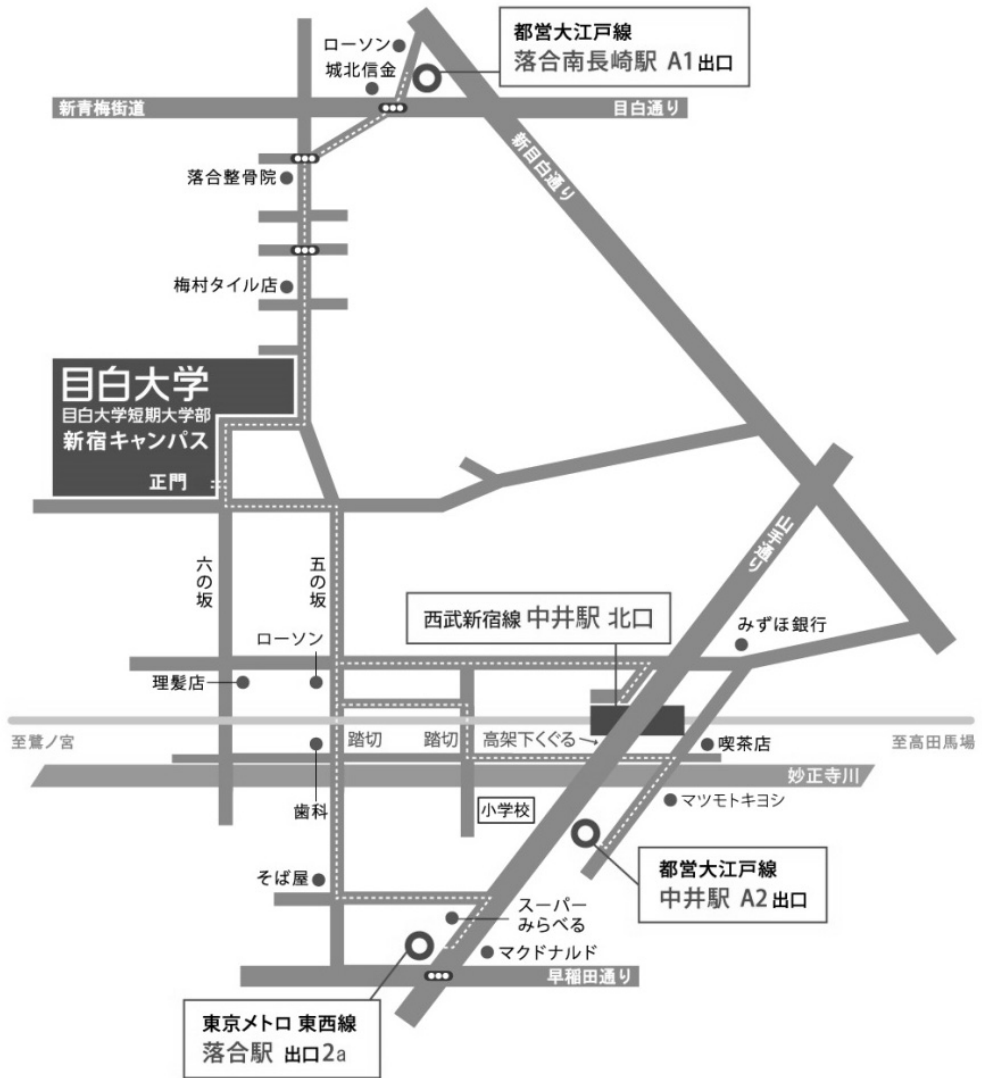 都営大江戸線
落合南長崎駅 A1出口
ローソン
城北信金
新青梅街道
目白通り
新目白通り
落合整骨院
梅村タイル店
目白大学
目白大学短期大学部
新宿キャンパス
正門
山手通り
六の坂
五の坂
西武新宿線 中井駅 北口
みずほ銀行
ローソン
理髪店
至鷺ノ宮
踏切
踏切
高架下くぐる
喫茶店
至高田馬場
妙正寺川
歯科
小学校
マツモトキヨシ
都営大江戸線
中井駅 A2出口
そば屋
スーパー
みらべる
マクドナルド
早稲田通り
東京メトロ 東西線
落合駅 出口2a